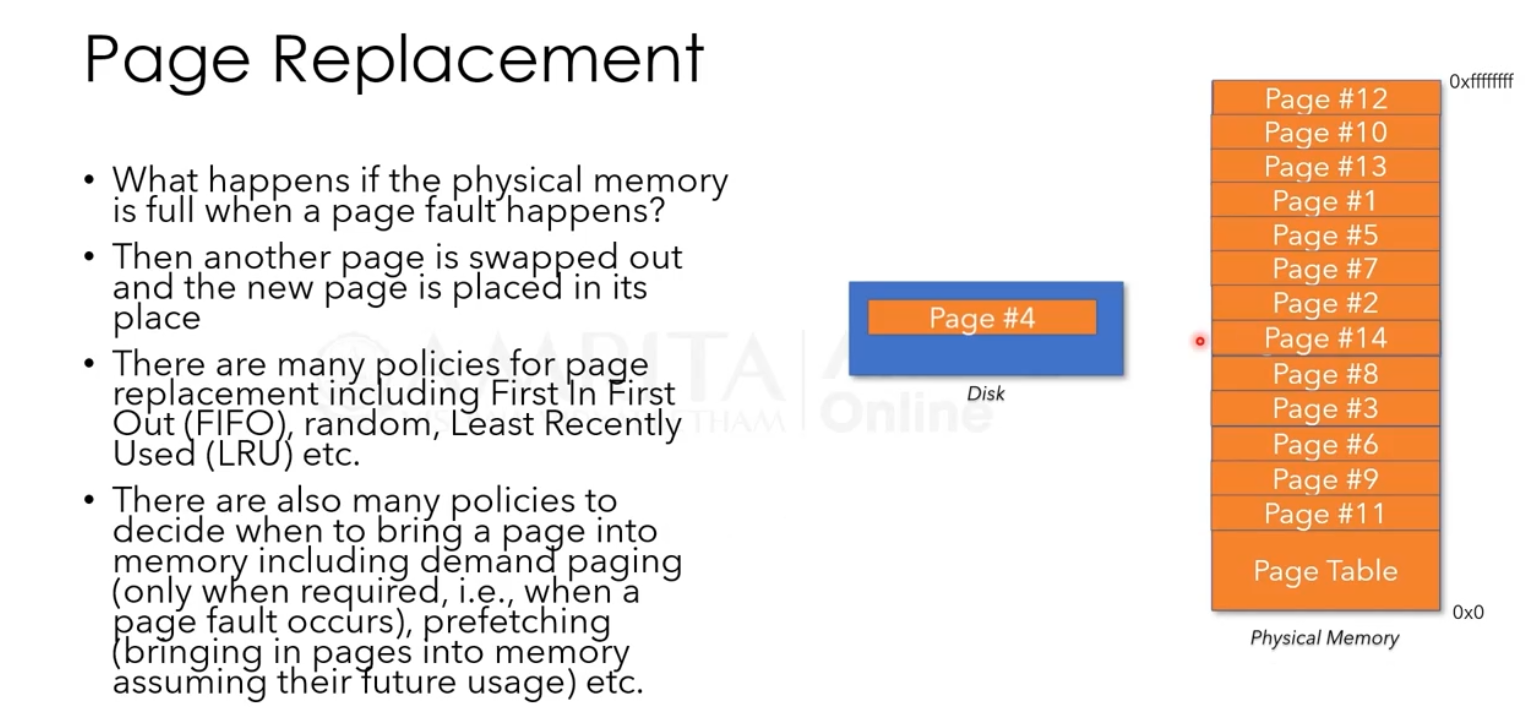 Page Replacement
• What happens if the physical memory
is full when a page fault happens?
• Then another page is swapped out
and the new page is placed in its
place
• There are many policies for page
replacement including First In First
Out (FIFO), random, Least Recently
Used (LRU) etc.
• There are also many policies to
decide when to bring a page into
memory including demand paging
(only when required, i.e., when a
page fault occurs), prefetching
(bringing in pages into memory
assuming their future usage) etc.
Page #4
Disk
0xffffffff
Page #12
Page #10
Page #13
Page #1
Page #5
Page #7
Page #2
Page #14
Page #8
Page #3
Page #6
Page #9
Page #11
Page Table
0x0
Physical Memory
AMRITA
Online